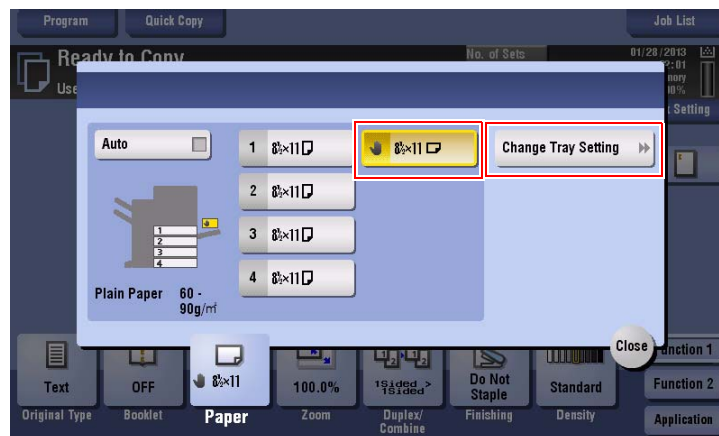 Program
Quick Copy
Job List
Ready to Copy
No. of Sets
01/28/2013
:01
Use
Setting
Auto
1 8½×11
8½×11
Change Tray Setting
2 8½×11
3 8½×11
4 8½×11
1
2
3
4
Plain Paper
60 -
90g/㎡
Close
Function 1
Text
OFF
8½×11
100.0%
1Sided >
1Sided
Do Not
Staple
Standard
Function 2
Original Type
Booklet
Paper
Zoom
Duplex/
Combine
Finishing
Density
Application